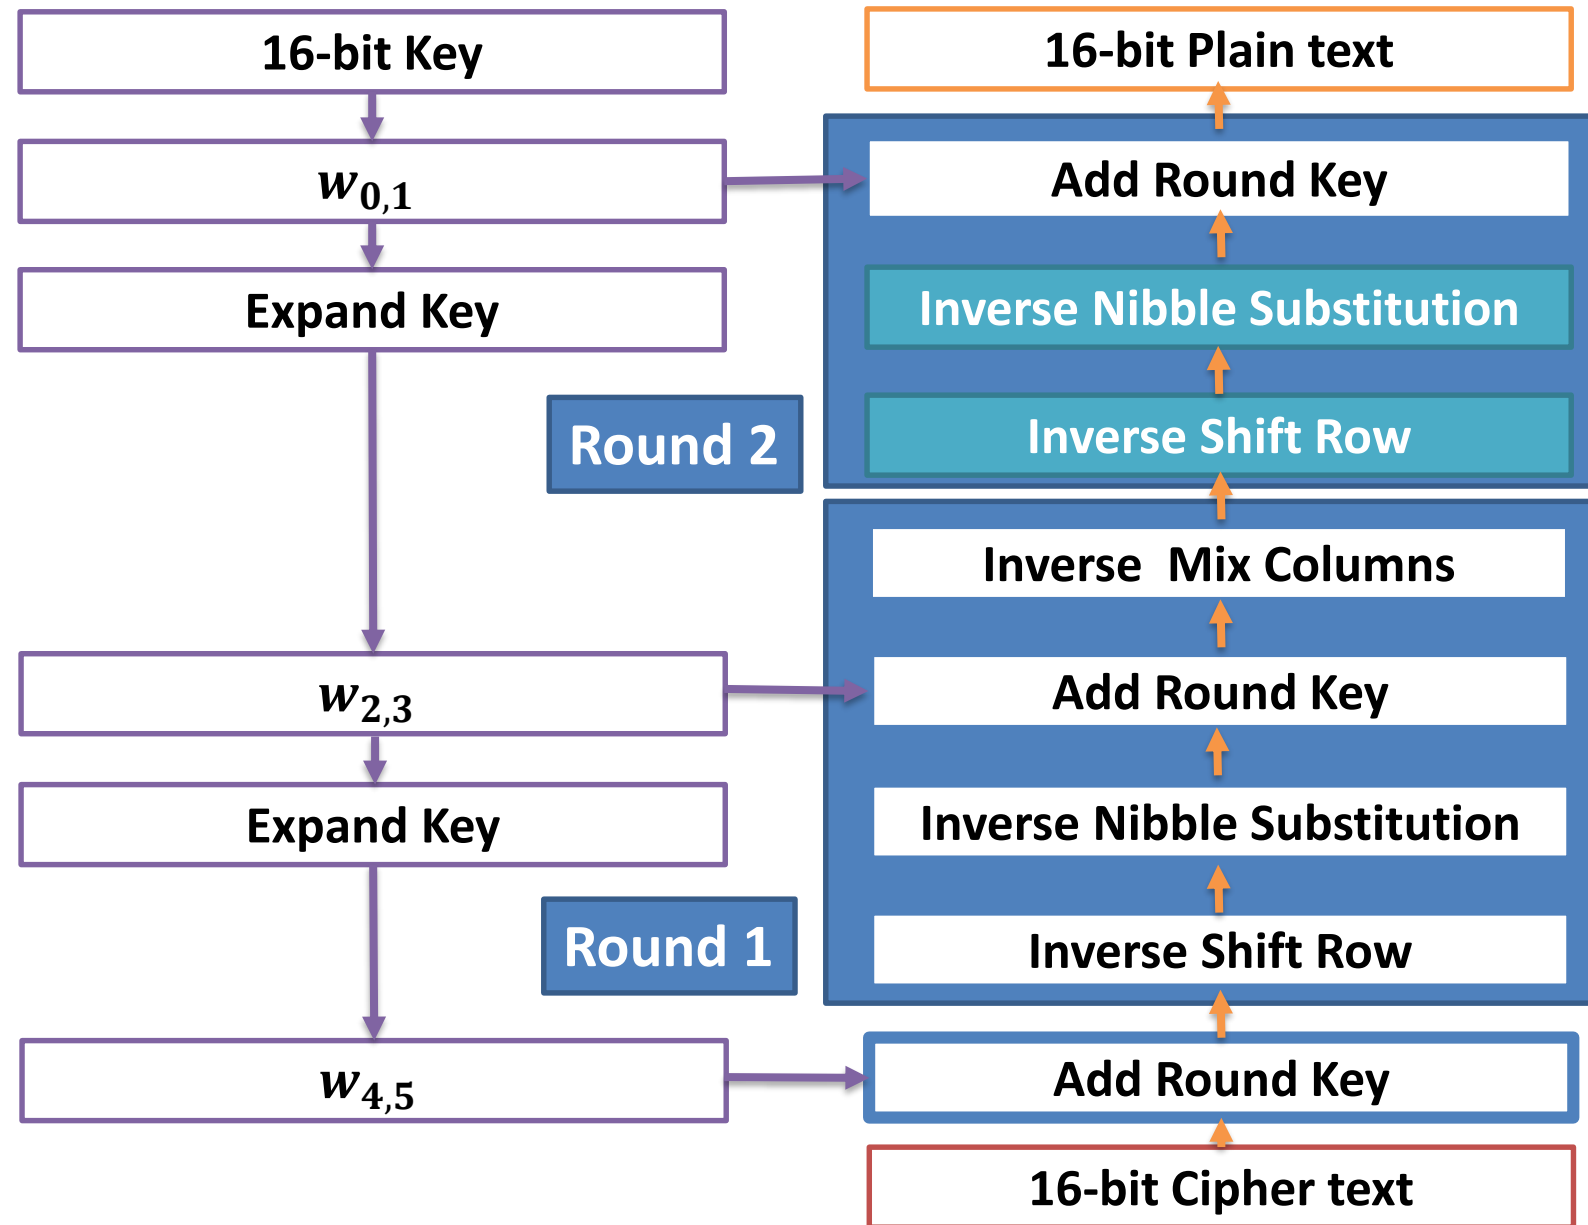 16-bit Key
16-bit Plain text
w0,1
Add Round Key
Expand Key
Inverse Nibble Substitution
Round 2
Inverse Shift Row
Inverse  Mix Columns
w2,3
Add Round Key
Expand Key
Inverse Nibble Substitution
Round 1
Inverse Shift Row
w4,5
Add Round Key
16-bit Cipher text